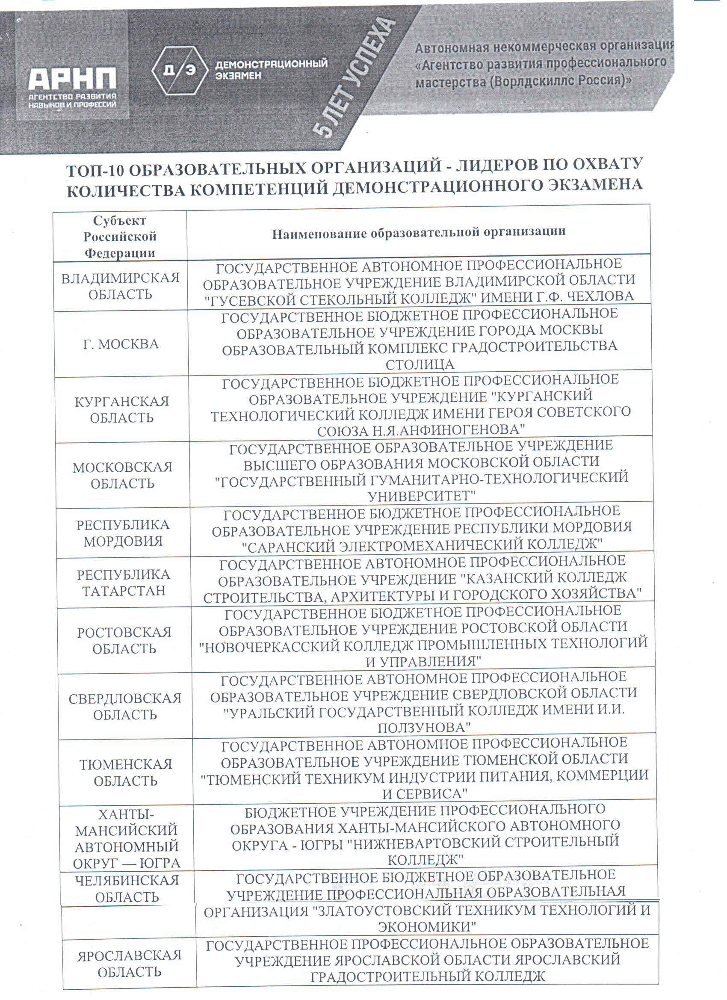 АРНП
АГЕНТСТВО РАЗВИТИЯ
НАВЫКОВ И ПРОФЕССИЙ
Д/Э
ДЕМОНСТРАЦИОННЫЙ
ЭКЗАМЕН
5 ЛЕТ УСПЕХА
Автономная некоммерческая организация
«Агентство развития профессионального
мастерства (Ворлдскиллс Россия)»
ТОП-10 ОБРАЗОВАТЕЛЬНЫХ ОРГАНИЗАЦИЙ - ЛИДЕРОВ ПО ОХВАТУ
КОЛИЧЕСТВА КОМПЕТЕНЦИЙ ДЕМОНСТРАЦИОННОГО ЭКЗАМЕНА
Субъект
Российской
Федерации
Наименование образовательной организации
ВЛАДИМИРСКАЯ
ОБЛАСТЬ
ГОСУДАРСТВЕННОЕ АВТОНОМНОЕ ПРОФЕССИОНАЛЬНОЕ
ОБРАЗОВАТЕЛЬНОЕ УЧРЕЖДЕНИЕ ВЛАДИМИРСКОЙ ОБЛАСТИ
"ГУСЕВСКОЙ СТЕКОЛЬНЫЙ КОЛЛЕДЖ" ИМЕНИ Г.Ф. ЧЕХЛОВА
Г. МОСКВА
ГОСУДАРСТВЕННОЕ БЮДЖЕТНОЕ ПРОФЕССИОНАЛЬНОЕ
ОБРАЗОВАТЕЛЬНОЕ УЧРЕЖДЕНИЕ ГОРОДА МОСКВЫ
ОБРАЗОВАТЕЛЬНЫЙ КОМПЛЕКС ГРАДОСТРОИТЕЛЬСТВА
СТОЛИЦА
КУРГАНСКАЯ
ОБЛАСТЬ
ГОСУДАРСТВЕННОЕ БЮДЖЕТНОЕ ПРОФЕССИОНАЛЬНОЕ
ОБРАЗОВАТЕЛЬНОЕ УЧРЕЖДЕНИЕ "КУРГАНСКИЙ
ТЕХНОЛОГИЧЕСКИЙ КОЛЛЕДЖ ИМЕНИ ГЕРОЯ СОВЕТСКОГО
СОЮЗА Н.Я.АНФИНОГЕНОВА"
МОСКОВСКАЯ
ОБЛАСТЬ
ГОСУДАРСТВЕННОЕ ОБРАЗОВАТЕЛЬНОЕ УЧРЕЖДЕНИЕ
ВЫСШЕГО ОБРАЗОВАНИЯ МОСКОВСКОЙ ОБЛАСТИ
"ГОСУДАРСТВЕННЫЙ ГУМАНИТАРНО-ТЕХНОЛОГИЧЕСКИЙ
УНИВЕРСИТЕТ"
РЕСПУБЛИКА
МОРДОВИЯ
ГОСУДАРСТВЕННОЕ БЮДЖЕТНОЕ ПРОФЕССИОНАЛЬНОЕ
ОБРАЗОВАТЕЛЬНОЕ УЧРЕЖДЕНИЕ РЕСПУБЛИКИ МОРДОВИЯ
"САРАНСКИЙ ЭЛЕКТРОМЕХАНИЧЕСКИЙ КОЛЛЕДЖ"
РЕСПУБЛИКА
ТАТАРСТАН
ГОСУДАРСТВЕННОЕ АВТОНОМНОЕ ПРОФЕССИОНАЛЬНОЕ
ОБРАЗОВАТЕЛЬНОЕ УЧРЕЖДЕНИЕ "КАЗАНСКИЙ КОЛЛЕДЖ
СТРОИТЕЛЬСТВА, АРХИТЕКТУРЫ И ГОРОДСКОГО ХОЗЯЙСТВА"
РОСТОВСКАЯ
ОБЛАСТЬ
ГОСУДАРСТВЕННОЕ БЮДЖЕТНОЕ ПРОФЕССИОНАЛЬНОЕ
ОБРАЗОВАТЕЛЬНОЕ УЧРЕЖДЕНИЕ РОСТОВСКОЙ ОБЛАСТИ
"НОВОЧЕРКАССКИЙ КОЛЛЕДЖ ПРОМЫШЛЕННЫХ ТЕХНОЛОГИЙ
И УПРАВЛЕНИЯ"
СВЕРДЛОВСКАЯ
ОБЛАСТЬ
ГОСУДАРСТВЕННОЕ АВТОНОМНОЕ ПРОФЕССИОНАЛЬНОЕ
ОБРАЗОВАТЕЛЬНОЕ УЧРЕЖДЕНИЕ СВЕРДЛОВСКОЙ ОБЛАСТИ
"УРАЛЬСКИЙ ГОСУДАРСТВЕННЫЙ КОЛЛЕДЖ ИМЕНИ И.И.
ПОЛЗУНОВА"
ТЮМЕНСКАЯ
ОБЛАСТЬ
ГОСУДАРСТВЕННОЕ АВТОНОМНОЕ ПРОФЕССИОНАЛЬНОЕ
ОБРАЗОВАТЕЛЬНОЕ УЧРЕЖДЕНИЕ ТЮМЕНСКОЙ ОБЛАСТИ
"ТЮМЕНСКИЙ ТЕХНИКУМ ИНДУСТРИИ ПИТАНИЯ, КОММЕРЦИИ
И СЕРВИСА"
ХАНТЫ-
МАНСИЙСКИЙ
АВТОНОМНЫЙ
ОКРУГ — ЮГРА
БЮДЖЕТНОЕ УЧРЕЖДЕНИЕ ПРОФЕССИОНАЛЬНОГО
ОБРАЗОВАНИЯ ХАНТЫ-МАНСИЙСКОГО АВТОНОМНОГО
ОКРУГА - ЮГРЫ "НИЖНЕВАРТОВСКИЙ СТРОИТЕЛЬНЫЙ
КОЛЛЕДЖ"
ЧЕЛЯБИНСКАЯ
ОБЛАСТЬ
ГОСУДАРСТВЕННОЕ БЮДЖЕТНОЕ ОБРАЗОВАТЕЛЬНОЕ
УЧРЕЖДЕНИЕ ПРОФЕССИОНАЛЬНАЯ ОБРАЗОВАТЕЛЬНАЯ
ОРГАНИЗАЦИЯ "ЗЛАТОУСТОВСКИЙ ТЕХНИКУМ ТЕХНОЛОГИЙ И
ЭКОНОМИКИ"
ЯРОСЛАВСКАЯ
ОБЛАСТЬ
ГОСУДАРСТВЕННОЕ ПРОФЕССИОНАЛЬНОЕ ОБРАЗОВАТЕЛЬНОЕ
УЧРЕЖДЕНИЕ ЯРОСЛАВСКОЙ ОБЛАСТИ ЯРОСЛАВСКИЙ
ГРАДОСТРОИТЕЛЬНЫЙ КОЛЛЕДЖ